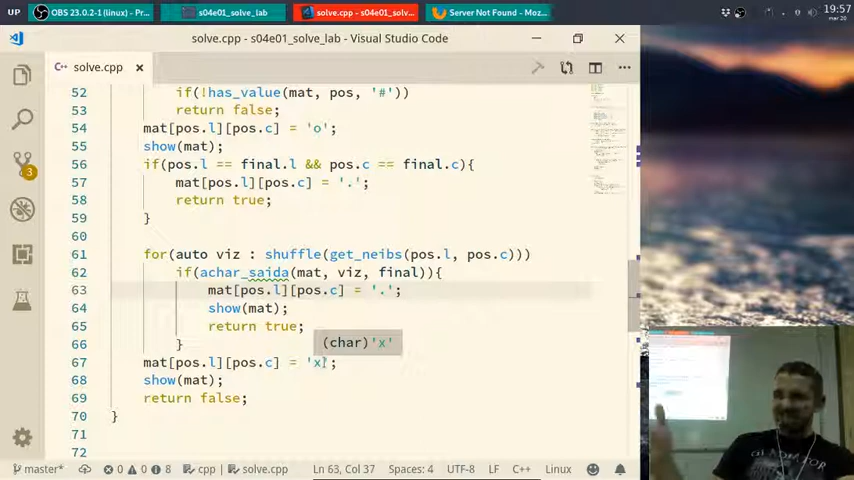 UP
OBS 23.0.2-1 (linux) - Pr...
s04e01_solve_lab
solve.cpp - s04e01_solv...
Server Not Found - Moz...
19:57
mar 20
solve.cpp - s04e01_solve_lab - Visual Studio Code
solve.cpp
52 if(!has_value(mat, pos, '#'))
53 return false;
54 mat[pos.l][pos.c] = 'o';
55 show(mat);
56 if(pos.l == final.l && pos.c == final.c){
57 mat[pos.l][pos.c] = '.';
58 return true;
59 }
60
61 for(auto viz : shuffle(get_neibs(pos.l, pos.c)))
62 if(achar_saida(mat, viz, final)){
63 mat[pos.l][pos.c] = '.';
64 show(mat);
65 return true;
(char)'x'
66 }
67 mat[pos.l][pos.c] = 'x';
68 show(mat);
69 return false;
70 }
71
72
3
master* 0 0 8 cpp solve.cpp Ln 63, Col 37 Spaces: 4 UTF-8 LF C++ Linux